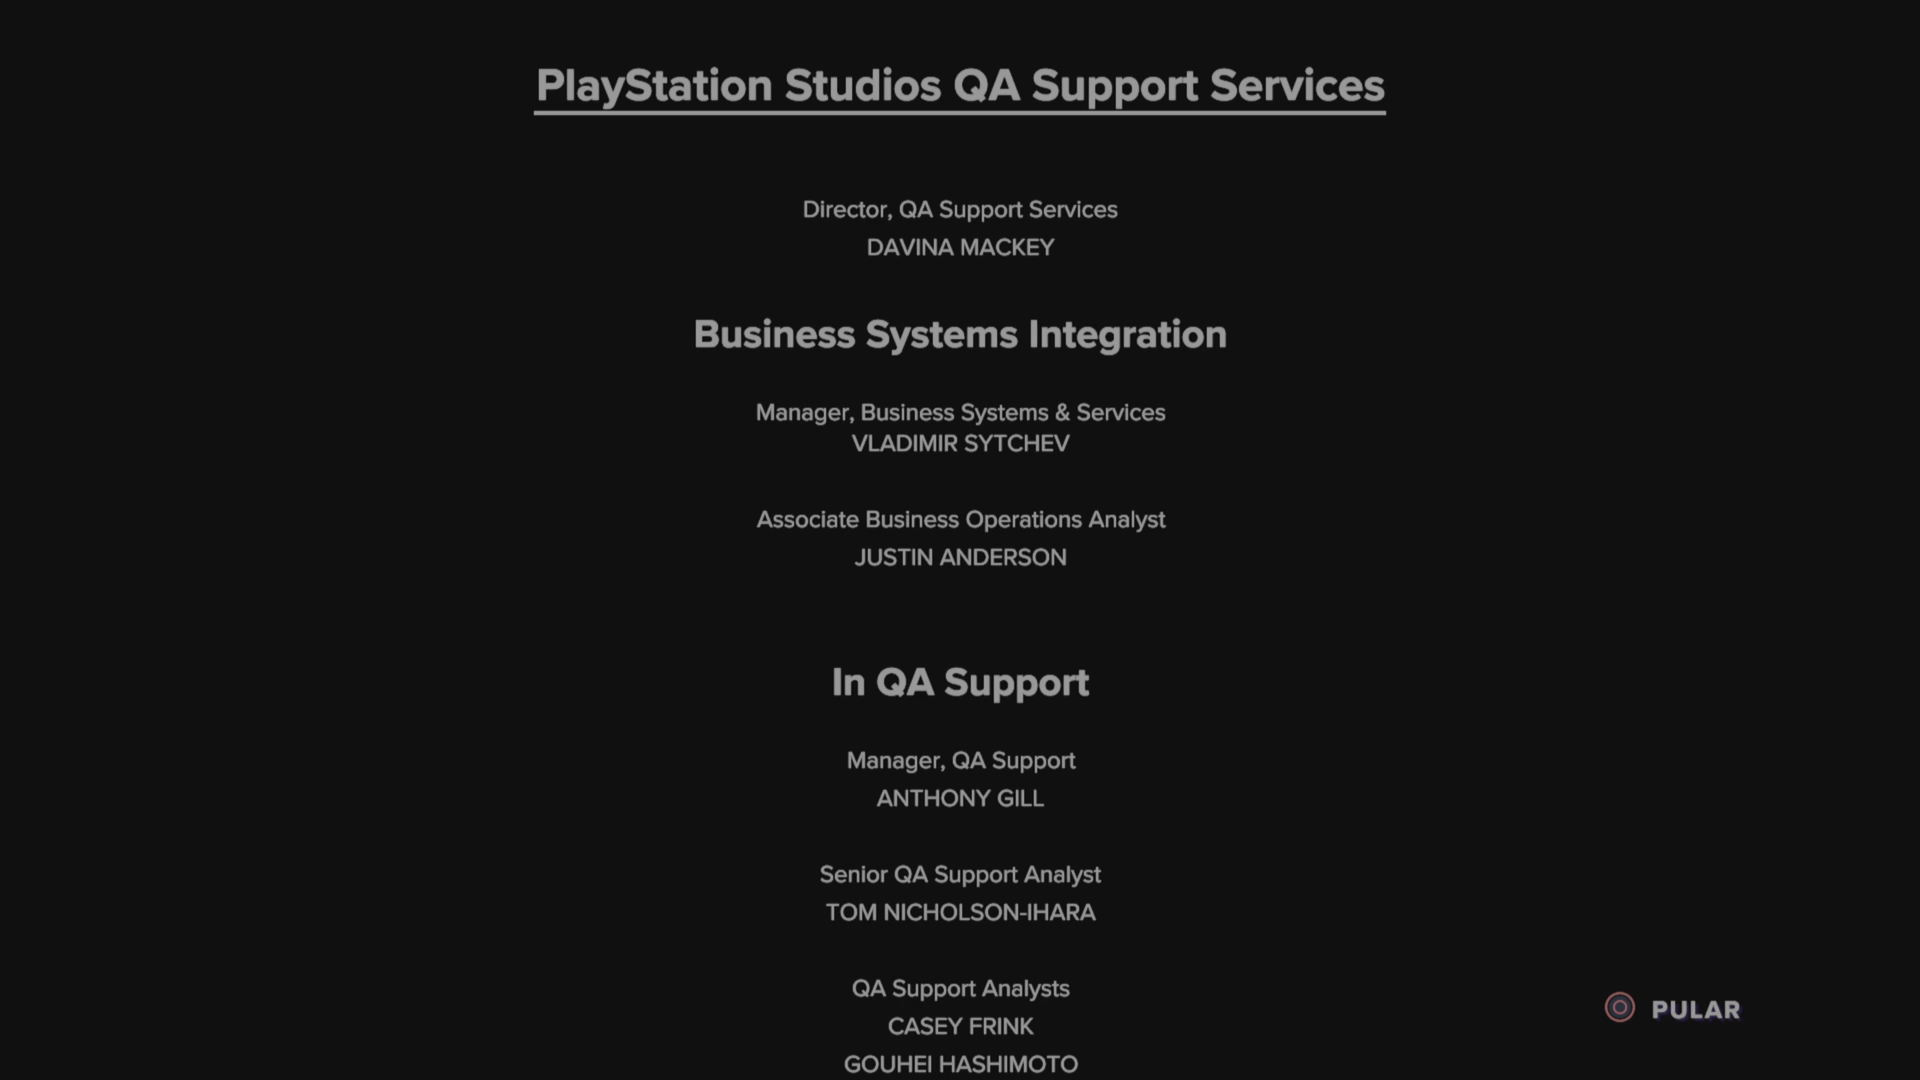 PlayStation Studios QA Support Services
Director, QA Support Services
DAVINA MACKEY
Business Systems Integration
Manager, Business Systems & Services
VLADIMIR SYTCHEV
Associate Business Operations Analyst
JUSTIN ANDERSON
In QA Support
Manager, QA Support
ANTHONY GILL
Senior QA Support Analyst
TOM NICHOLSON-IHARA
QA Support Analysts
CASEY FRINK
GOUHEI HASHIMOTO
PULAR